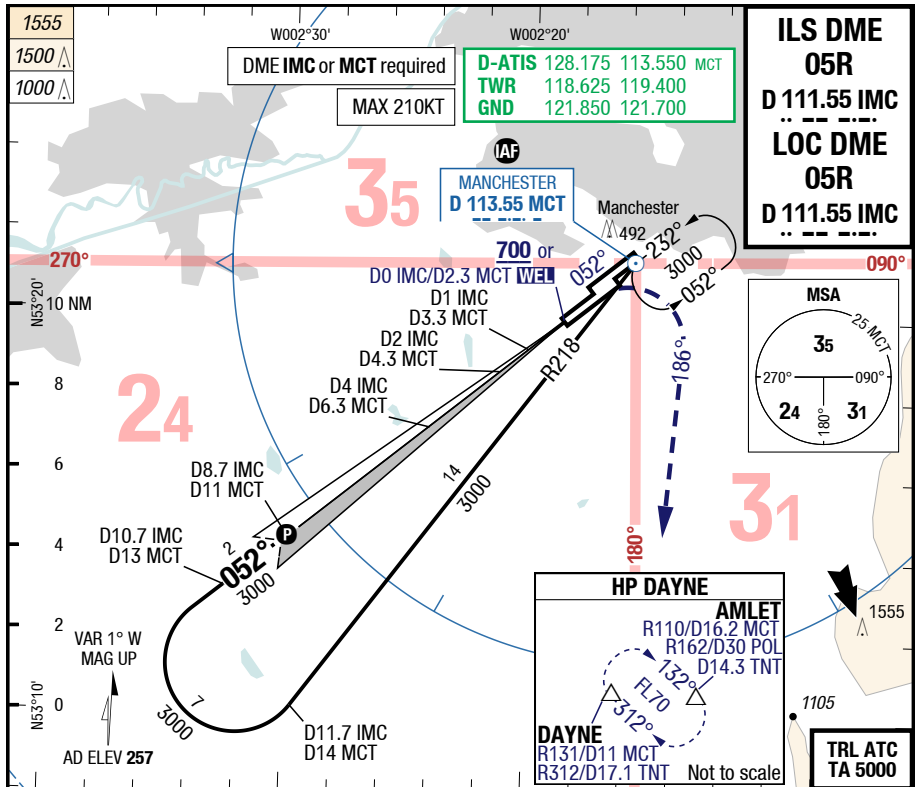 1555
1500
1000
W002°30'
W002°20'
DME IMC or MCT required
MAX 210KT
D-ATIS 128.175 113.550 MCT
TWR 118.625 119.400
GND 121.850 121.700
ILS DME
05R
D 111.55 IMC
LOC DME
05R
D 111.55 IMC
IAF
MANCHESTER
D 113.55 MCT
35
Manchester
492
700 or
D0 IMC/D2.3 MCT WEL
052°
232°
3000
052°
270°
090°
N53°20'
10 NM
D1 IMC
D3.3 MCT
D2 IMC
D4.3 MCT
D4 IMC
D6.3 MCT
R218
186°
MSA
25 MCT
35
270°
090°
24
31
180°
8
24
6
D8.7 IMC
D11 MCT
14
3000
31
P
D10.7 IMC
D13 MCT
4
2
052°
3000
180°
HP DAYNE
AMLET
R110/D16.2 MCT
R162/D30 POL
D14.3 TNT
132°
FL70
312°
DAYNE
R131/D11 MCT
R312/D17.1 TNT
Not to scale
1555
2
VAR 1° W
MAG UP
7
3000
N53°10'
0
D11.7 IMC
D14 MCT
AD ELEV 257
1105
TRL ATC
TA 5000